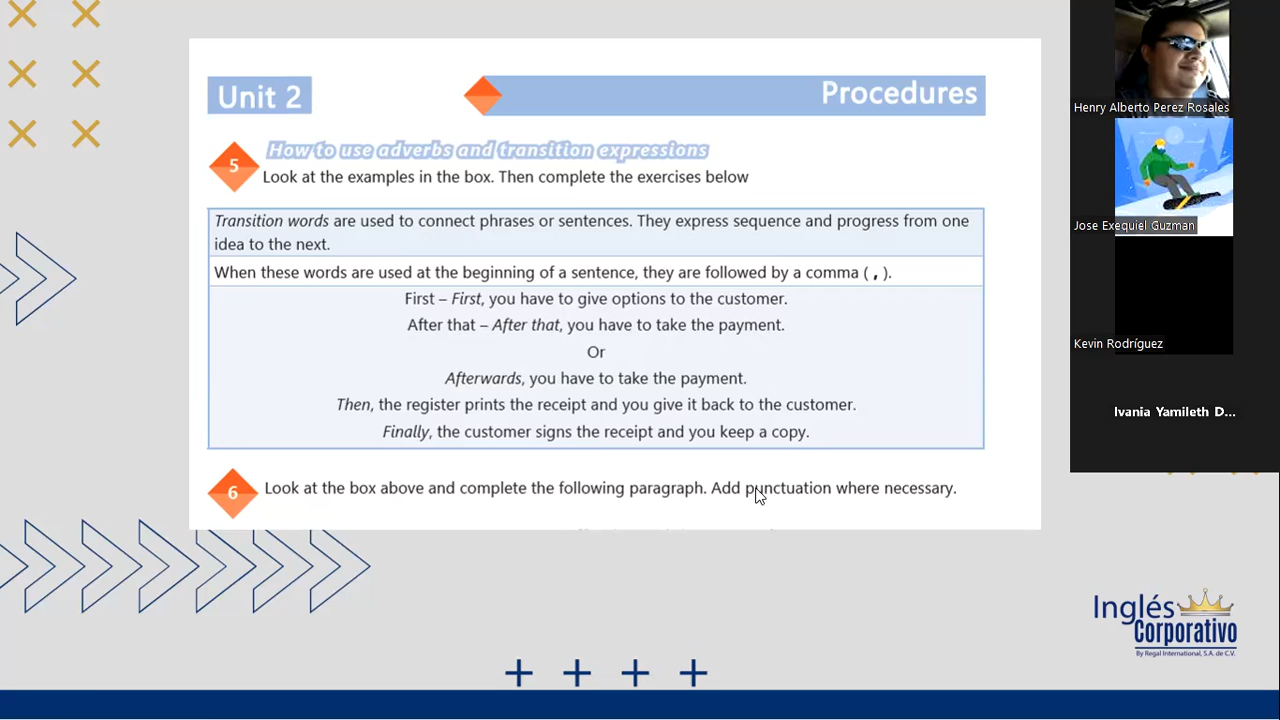 Unit 2
Procedures
5
How to use adverbs and transition expressions
Look at the examples in the box. Then complete the exercises below
Transition words are used to connect phrases or sentences. They express sequence and progress from one
idea to the next.
When these words are used at the beginning of a sentence, they are followed by a comma ( , ).
First – First, you have to give options to the customer.
After that – After that, you have to take the payment.
Or
Afterwards, you have to take the payment.
Then, the register prints the receipt and you give it back to the customer.
Finally, the customer signs the receipt and you keep a copy.
6
Look at the box above and complete the following paragraph. Add punctuation where necessary.
Henry Alberto Perez Rosales
Jose Exequiel Guzman
Kevin Rodríguez
Ivania Yamileth D...
Inglés
Corporativo
By Regal International, S.A. de C.V.